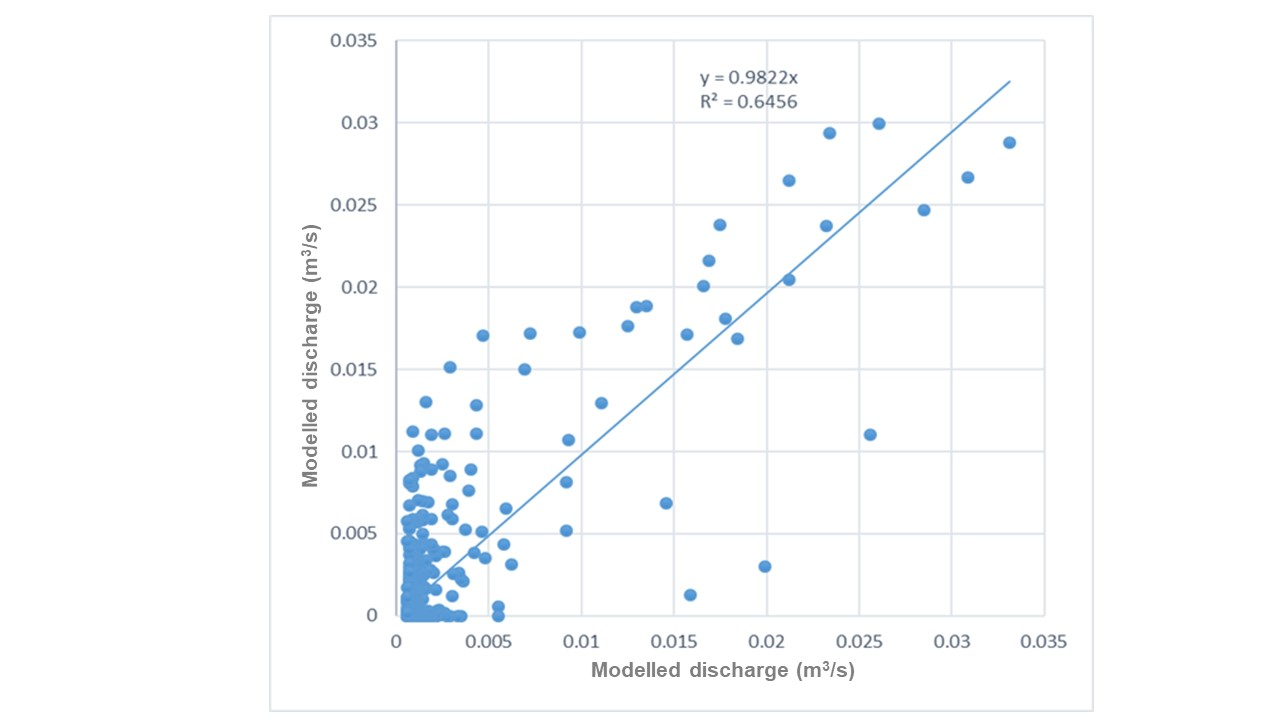 0.035
y = 0.9822x
R² = 0.6456
0.03
0.025
0.02
0.015
0.01
0.005
0
Modelled discharge (m³/s)
0 0.005 0.01 0.015 0.02 0.025 0.03 0.035
Modelled discharge (m³/s)